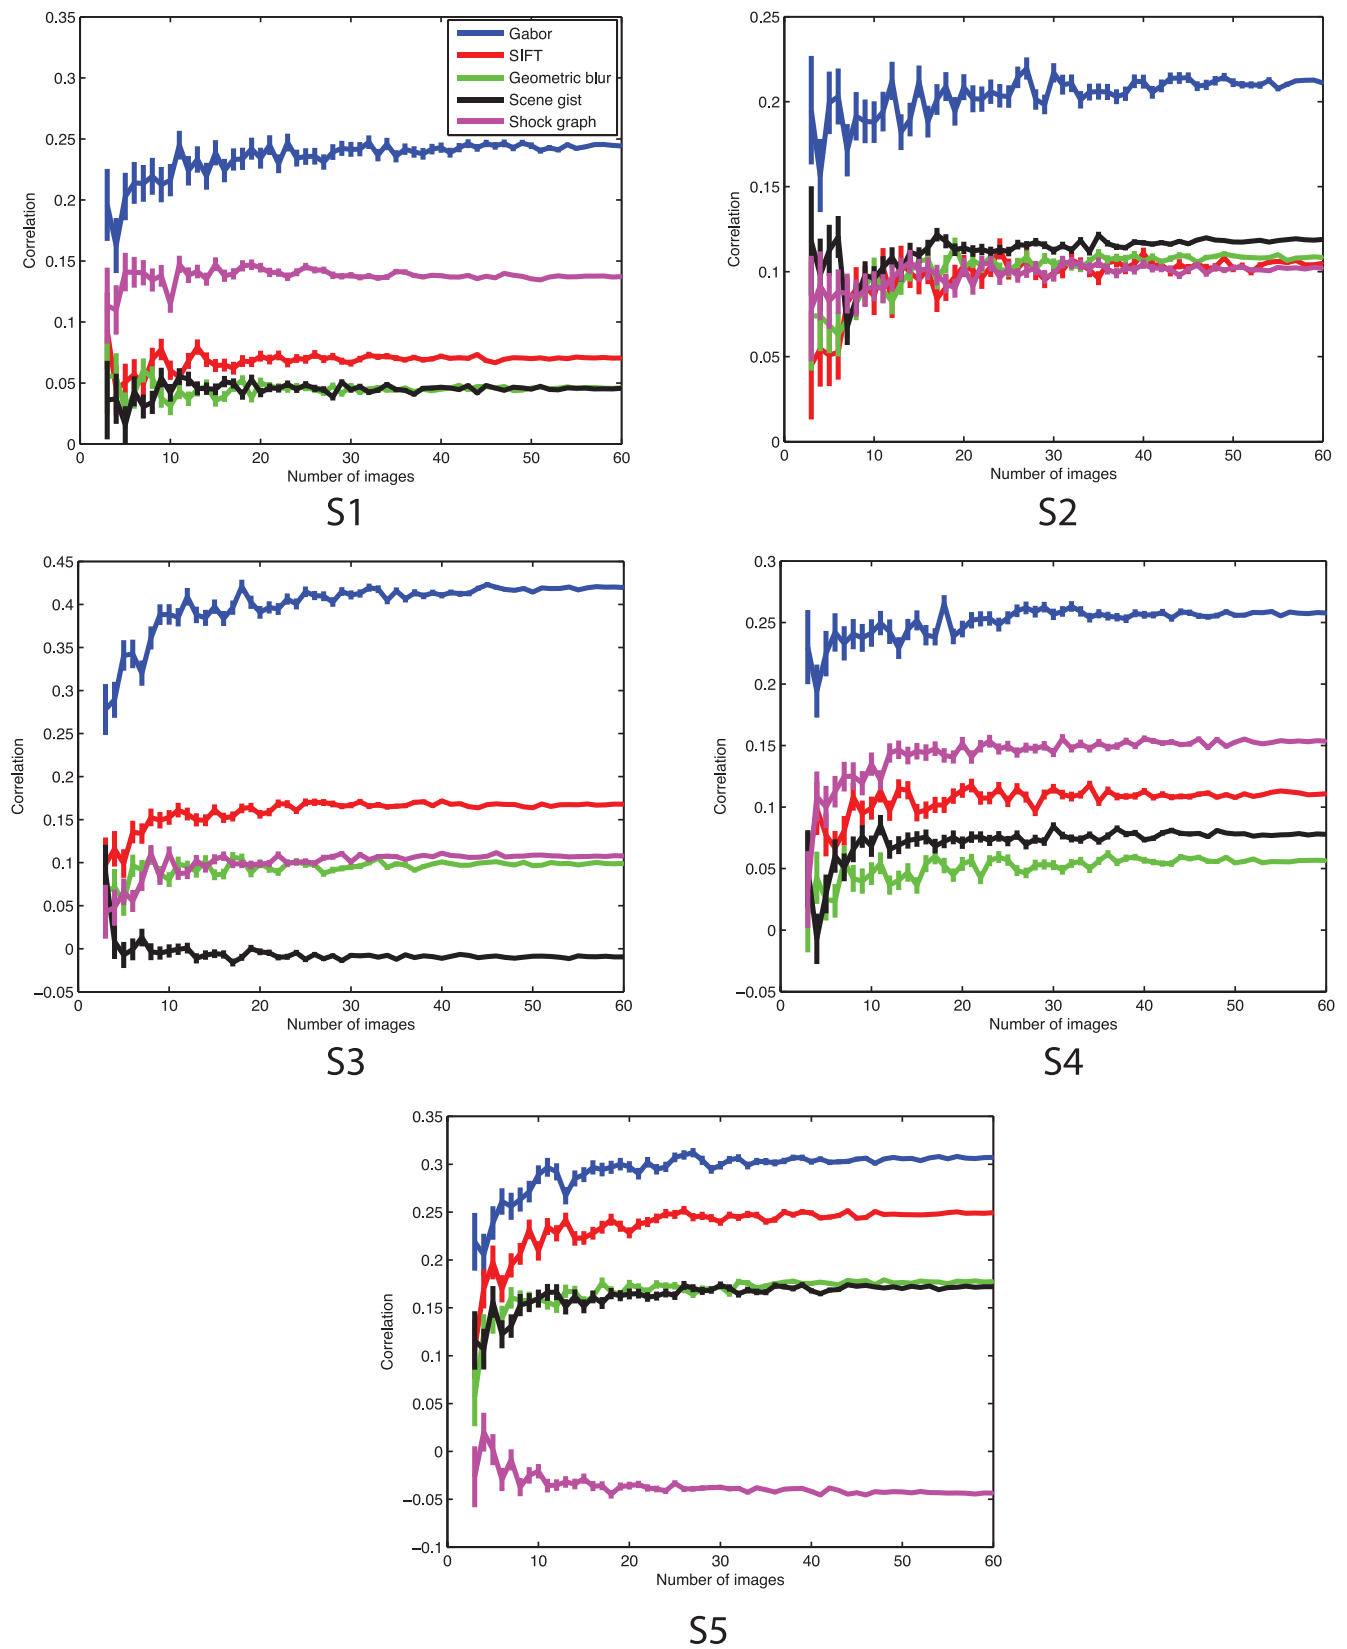 0.35
0.3
0.25
0.2
0.15
0.1
0.05
0
Correlation
Gabor
SIFT
Geometric blur
Scene gist
Shock graph
0 10 20 30 40 50 60
Number of images
S1
0.25
0.2
0.15
0.1
0.05
0
Correlation
0 10 20 30 40 50 60
Number of images
S2
0.45
0.4
0.35
0.3
0.25
0.2
0.15
0.1
0.05
0
−0.05
Correlation
0 10 20 30 40 50 60
Number of images
S3
0.3
0.25
0.2
0.15
0.1
0.05
0
−0.05
Correlation
0 10 20 30 40 50 60
Number of images
S4
0.35
0.3
0.25
0.2
0.15
0.1
0.05
0
−0.05
−0.1
Correlation
0 10 20 30 40 50 60
Number of images
S5